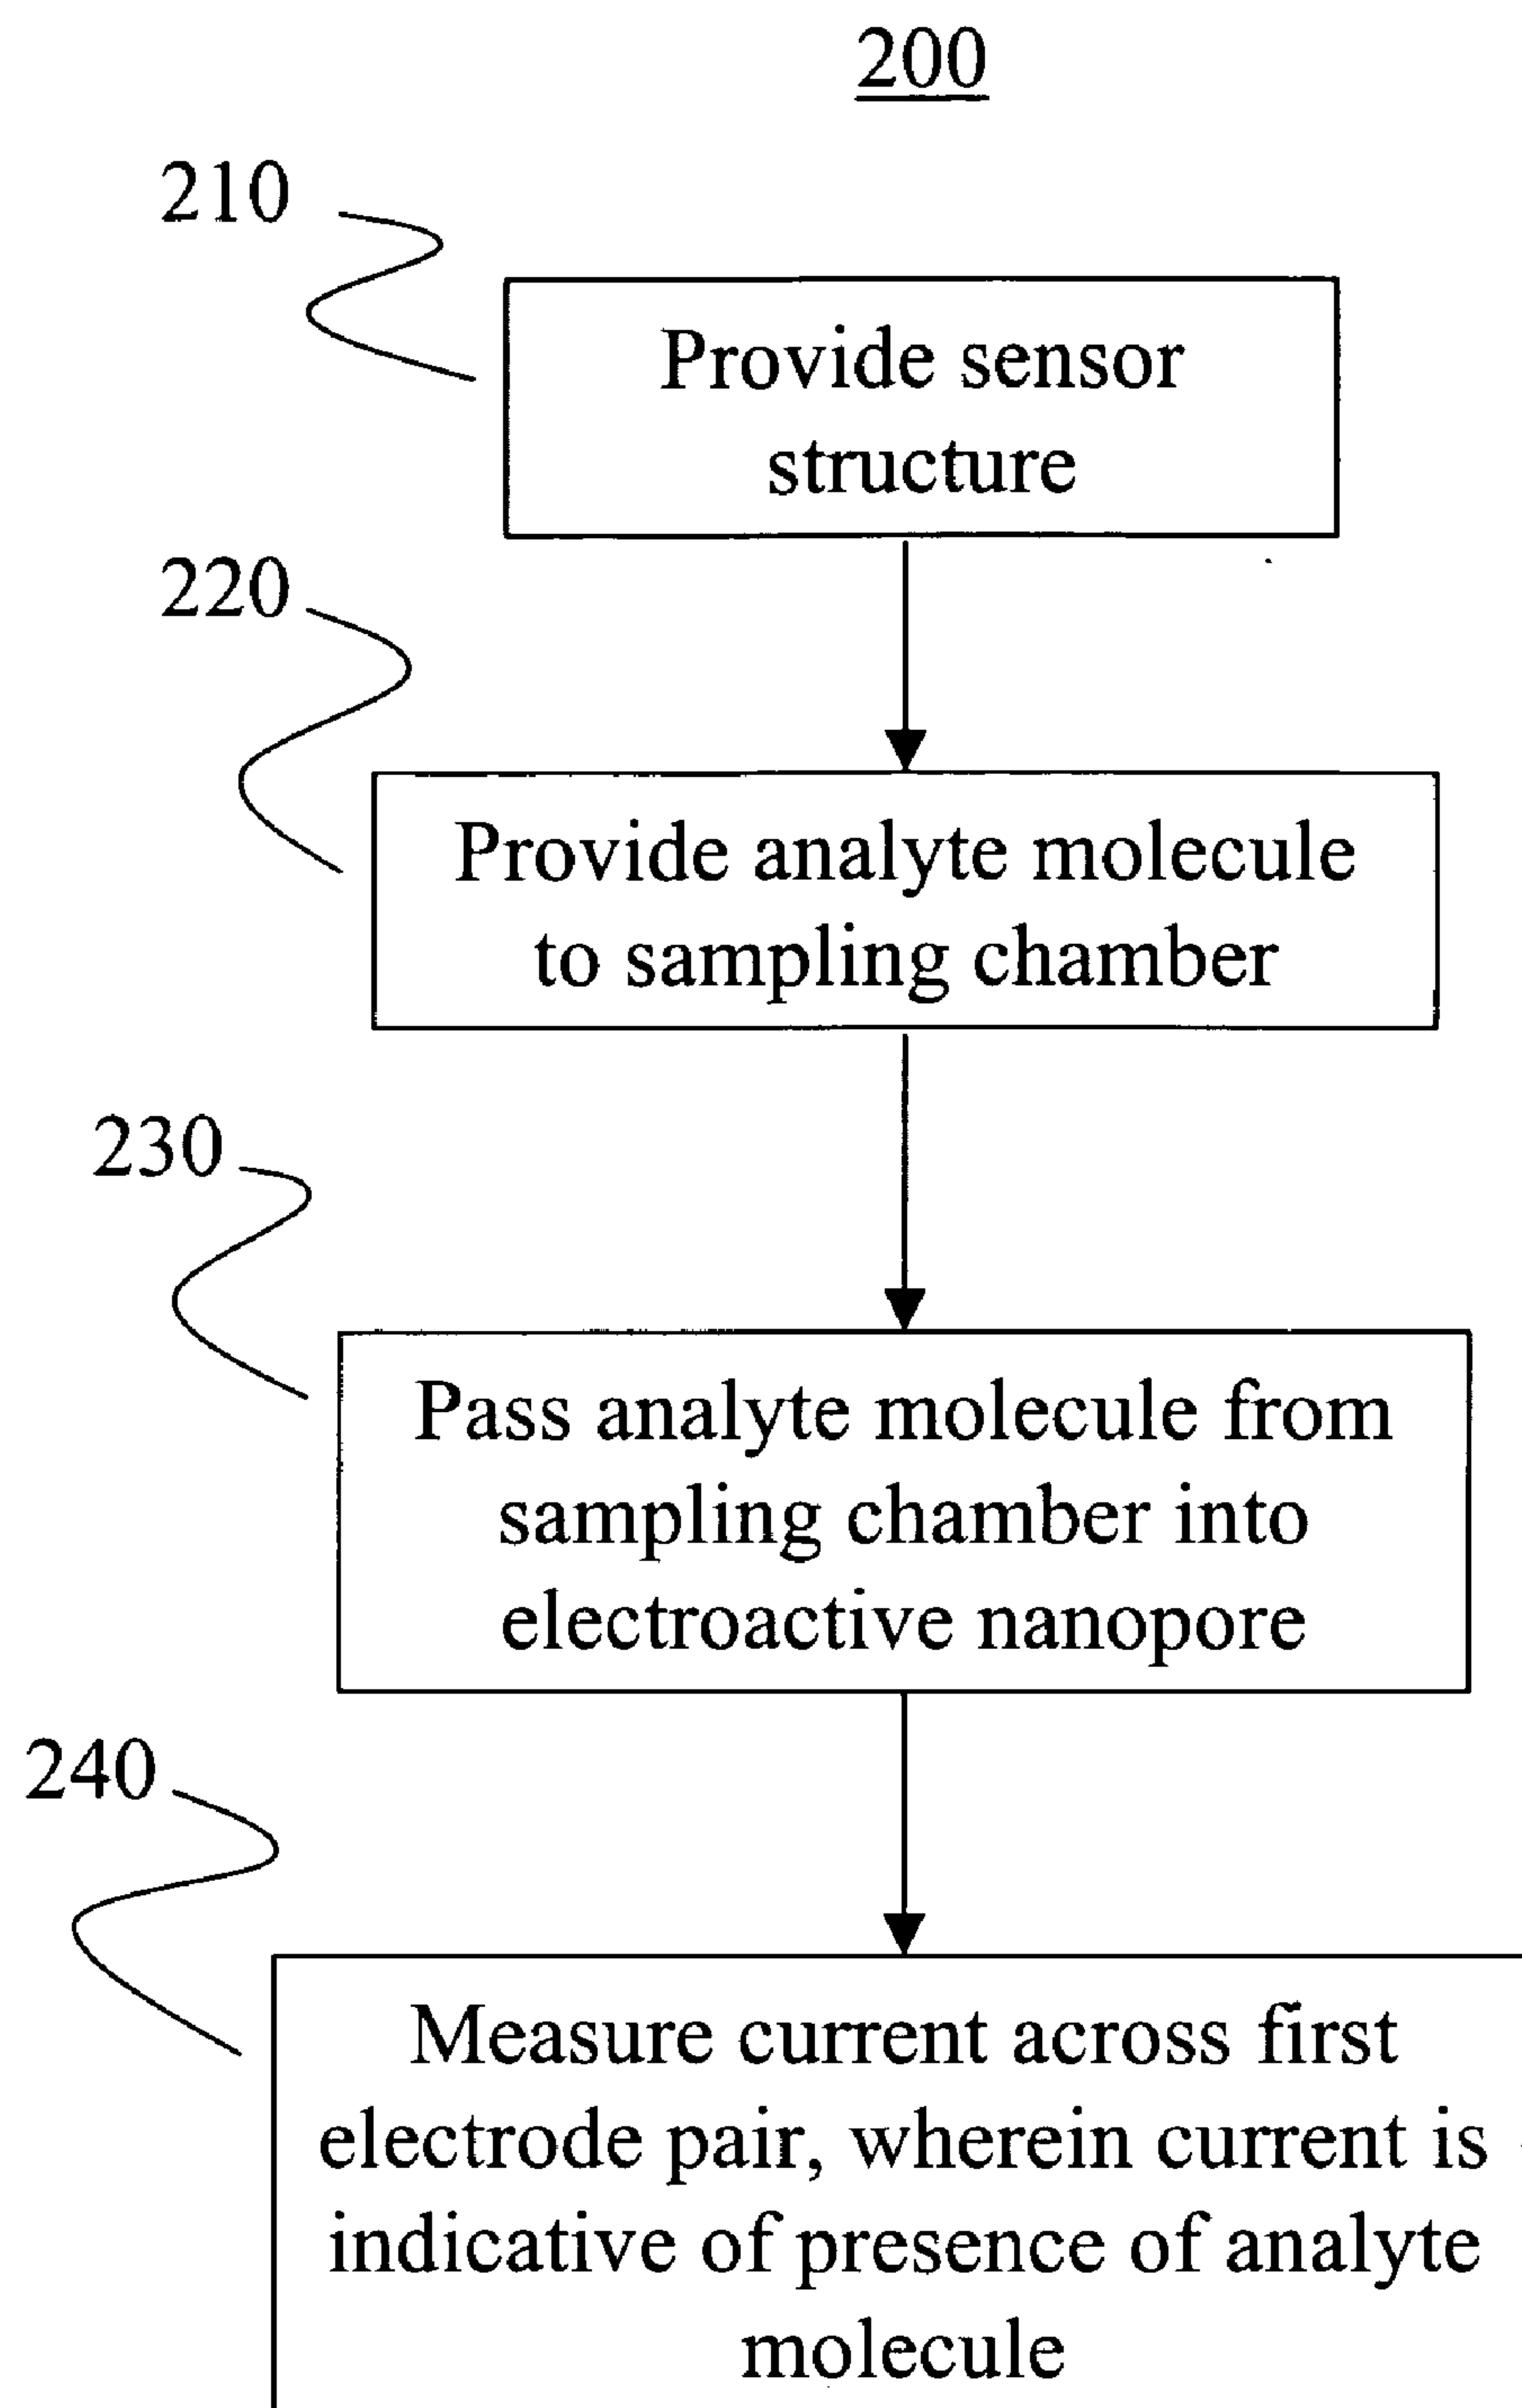 200
210
Provide sensor
structure
220
Provide analyte molecule
to sampling chamber
230
Pass analyte molecule from
sampling chamber into
electroactive nanopore
240
Measure current across first
electrode pair, wherein current is
indicative of presence of analyte
molecule